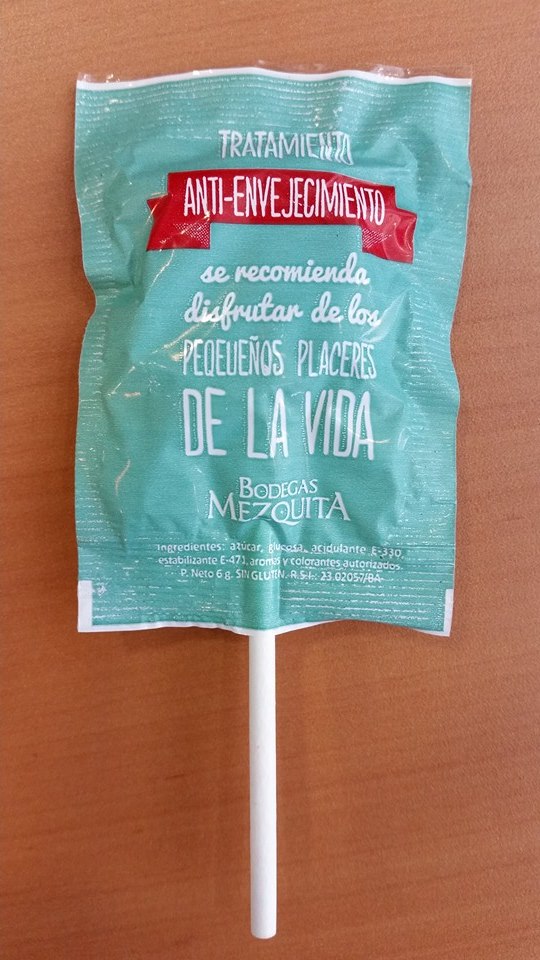 TRATAMIENTO
ANTI-ENVEJECIMIENTO
se recomienda
disfrutar de los
PEQUEÑOS PLACERES
DE LA VIDA
BODEGAS
MEZQUITA
Ingredientes: azúcar, glucosa, acidulante E-330,
estabilizante E-471, aromas y colorantes autorizados.
P. Neto 6 g. SIN GLUTEN. R.S.I.: 23.02057/BA